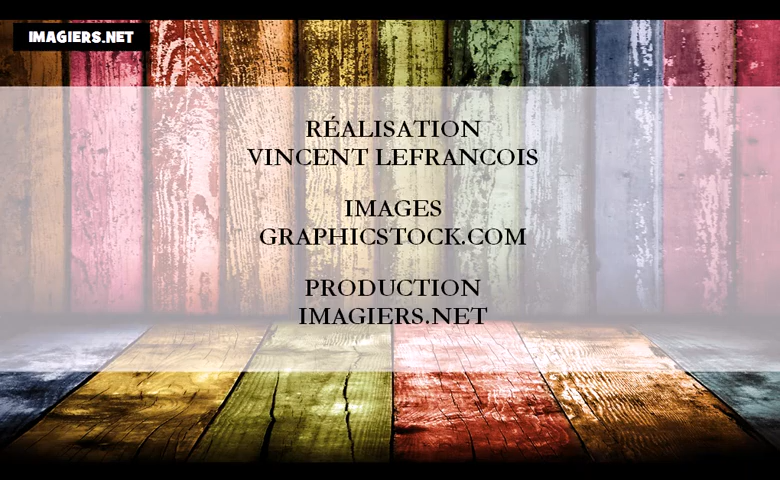 IMAGIERS.NET
RÉALISATION
VINCENT LEFRANCOIS
IMAGES
GRAPHICSTOCK.COM
PRODUCTION
IMAGIERS.NET